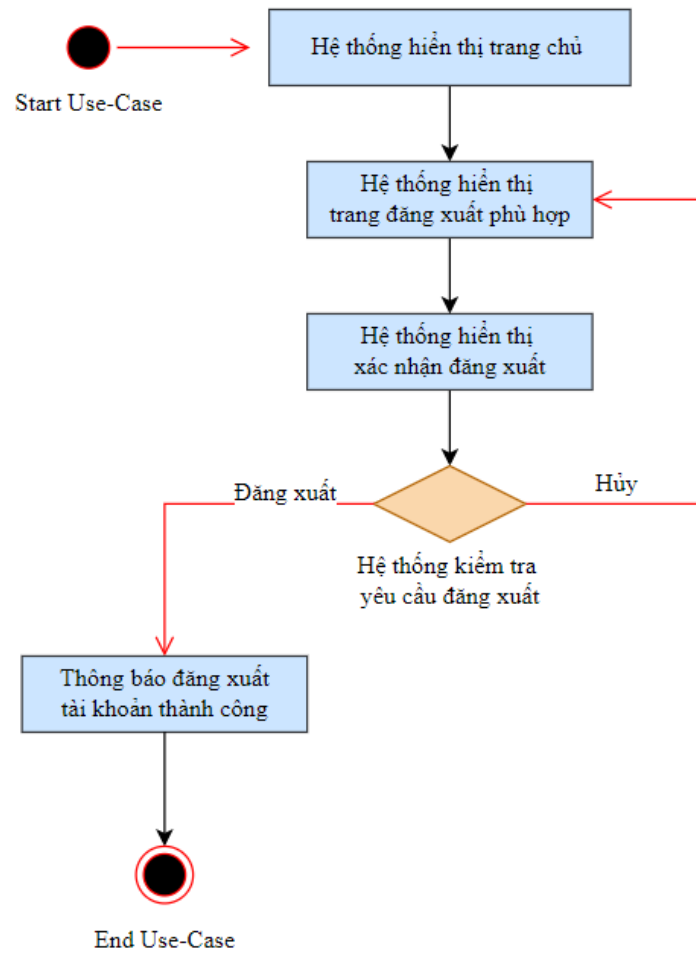 Hệ thống hiển thị trang chủ
Start Use-Case
Hệ thống hiển thị
trang đăng xuất phù hợp
Hệ thống hiển thị
xác nhận đăng xuất
Đăng xuất
Hủy
Hệ thống kiểm tra
yêu cầu đăng xuất
Thông báo đăng xuất
tài khoản thành công
End Use-Case